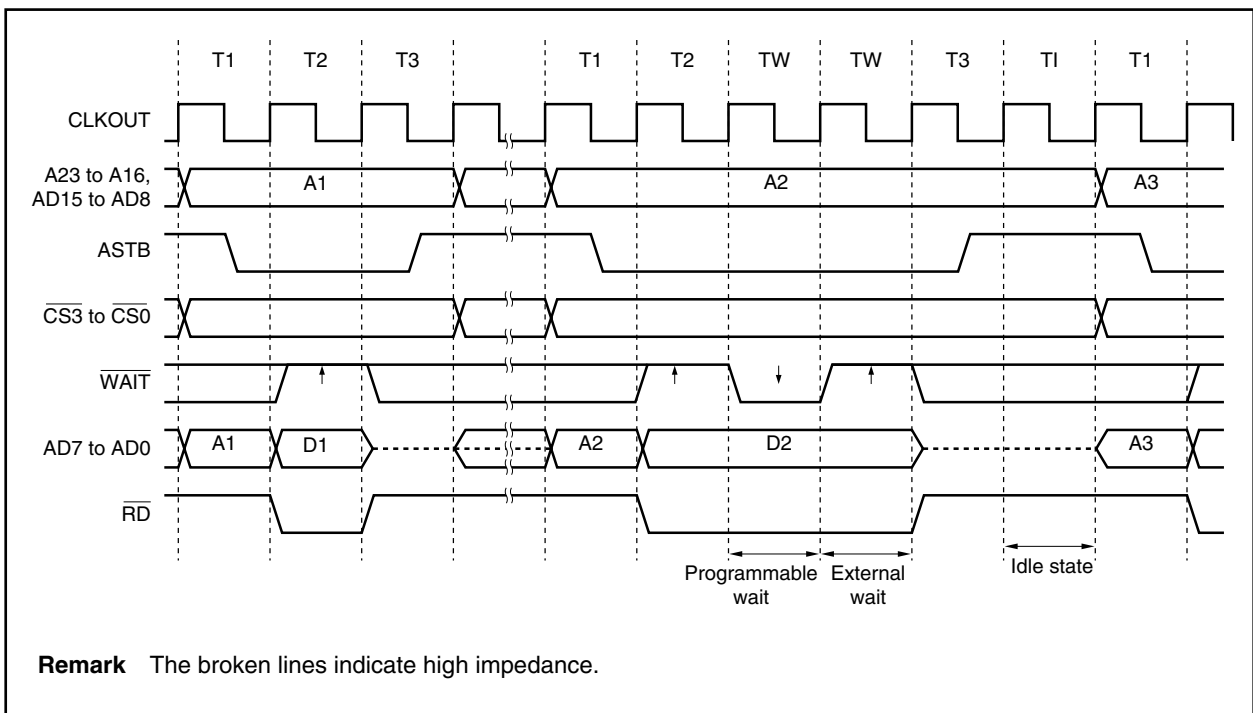 T1 T2 T3 T1 T2 TW TW T3 TI T1
CLKOUT
A23 to A16,
AD15 to AD8
A1 A2 A3
ASTB
CS3 to CS0
WAIT
AD7 to AD0
A1 D1 A2 D2 A3
RD
Programmable
wait
External
wait
Idle state
Remark The broken lines indicate high impedance.